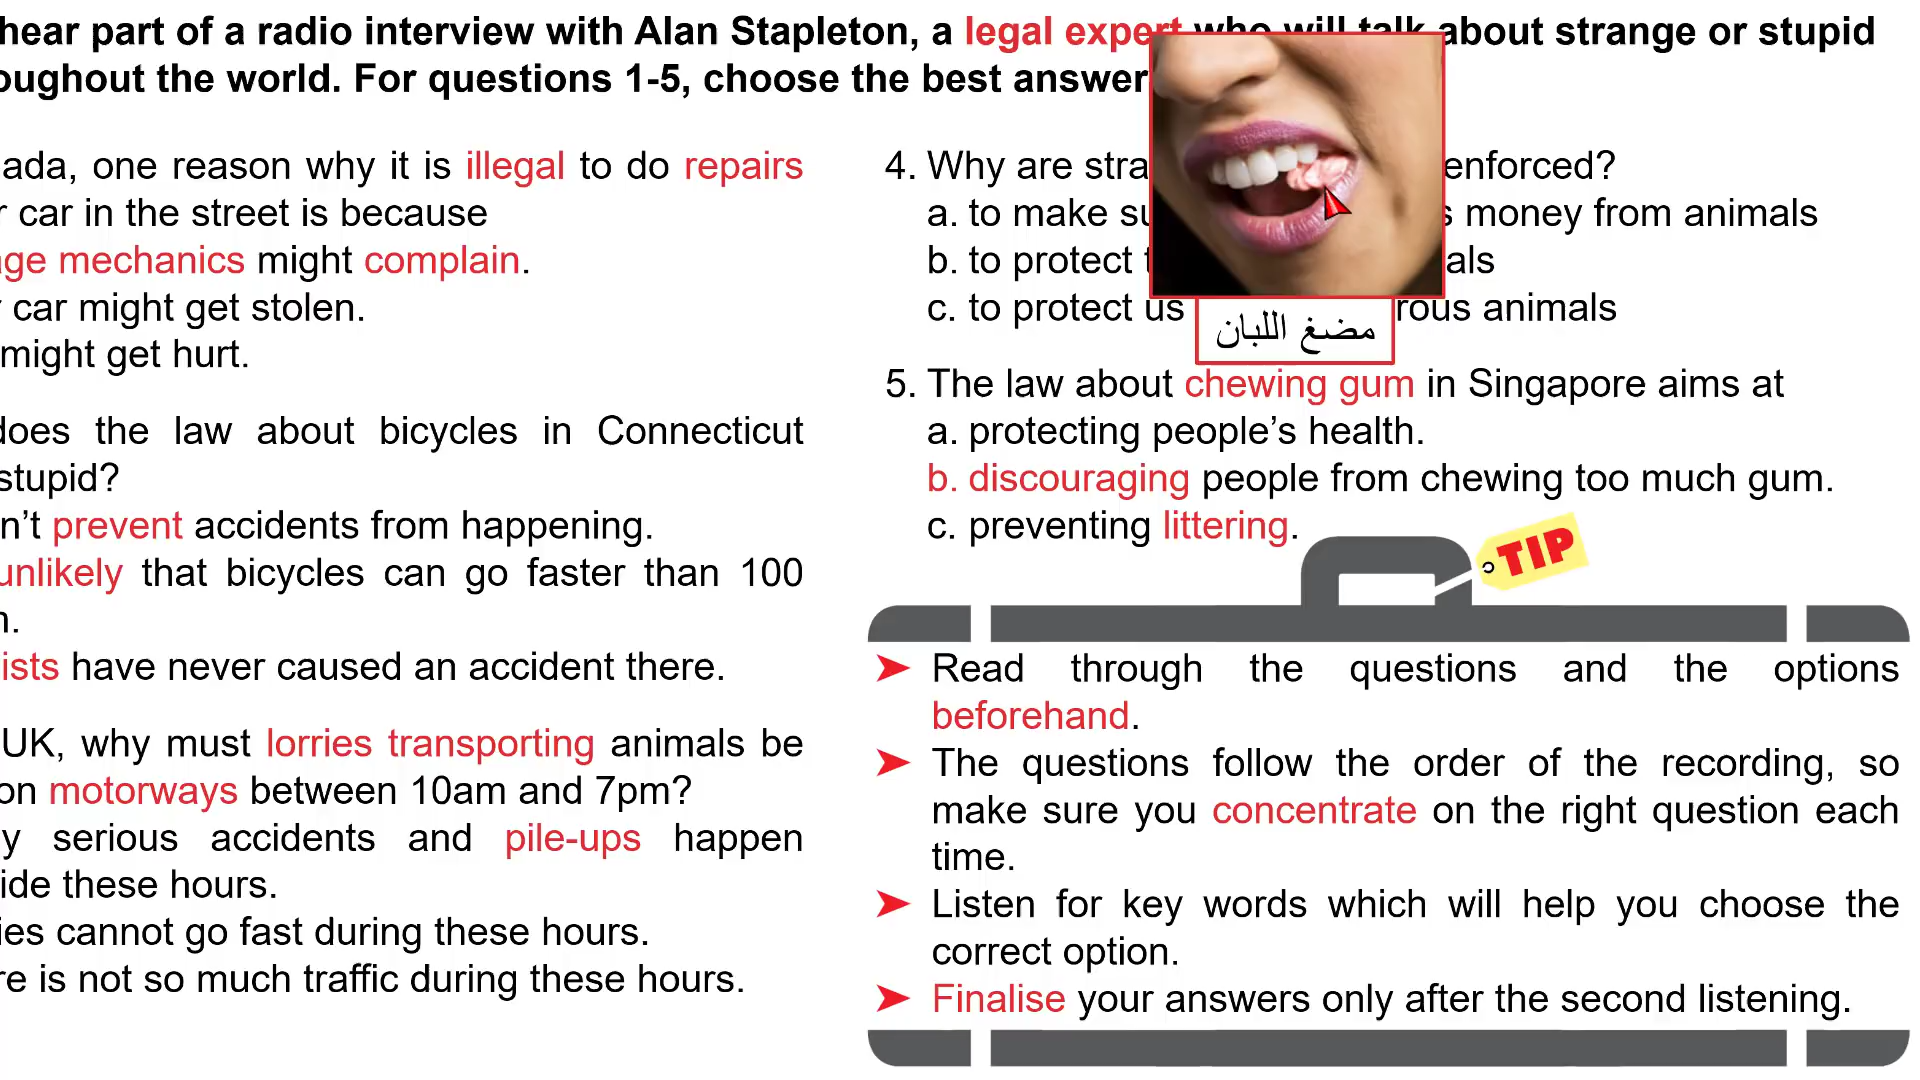 hear part of a radio interview with Alan Stapleton, a legal expert who will talk about strange or stupid
oughout the world. For questions 1-5, choose the best answer
ada, one reason why it is illegal to do repairs
r car in the street is because
age mechanics might complain.
r car might get stolen.
might get hurt.
does the law about bicycles in Connecticut
stupid?
n't prevent accidents from happening.
unlikely that bicycles can go faster than 100
ists have never caused an accident there.
UK, why must lorries transporting animals be
on motorways between 10am and 7pm?
y serious accidents and pile-ups happen
ide these hours.
ies cannot go fast during these hours.
re is not so much traffic during these hours.
4. Why are stra enforced?
a. to make su s money from animals
b. to protect als
c. to protect us rous animals
مضغ اللبان
5. The law about chewing gum in Singapore aims at
a. protecting people’s health.
b. discouraging people from chewing too much gum.
c. preventing littering.
TIP
➤ Read through the questions and the options
beforehand.
➤ The questions follow the order of the recording, so
make sure you concentrate on the right question each
time.
➤ Listen for key words which will help you choose the
correct option.
➤ Finalise your answers only after the second listening.